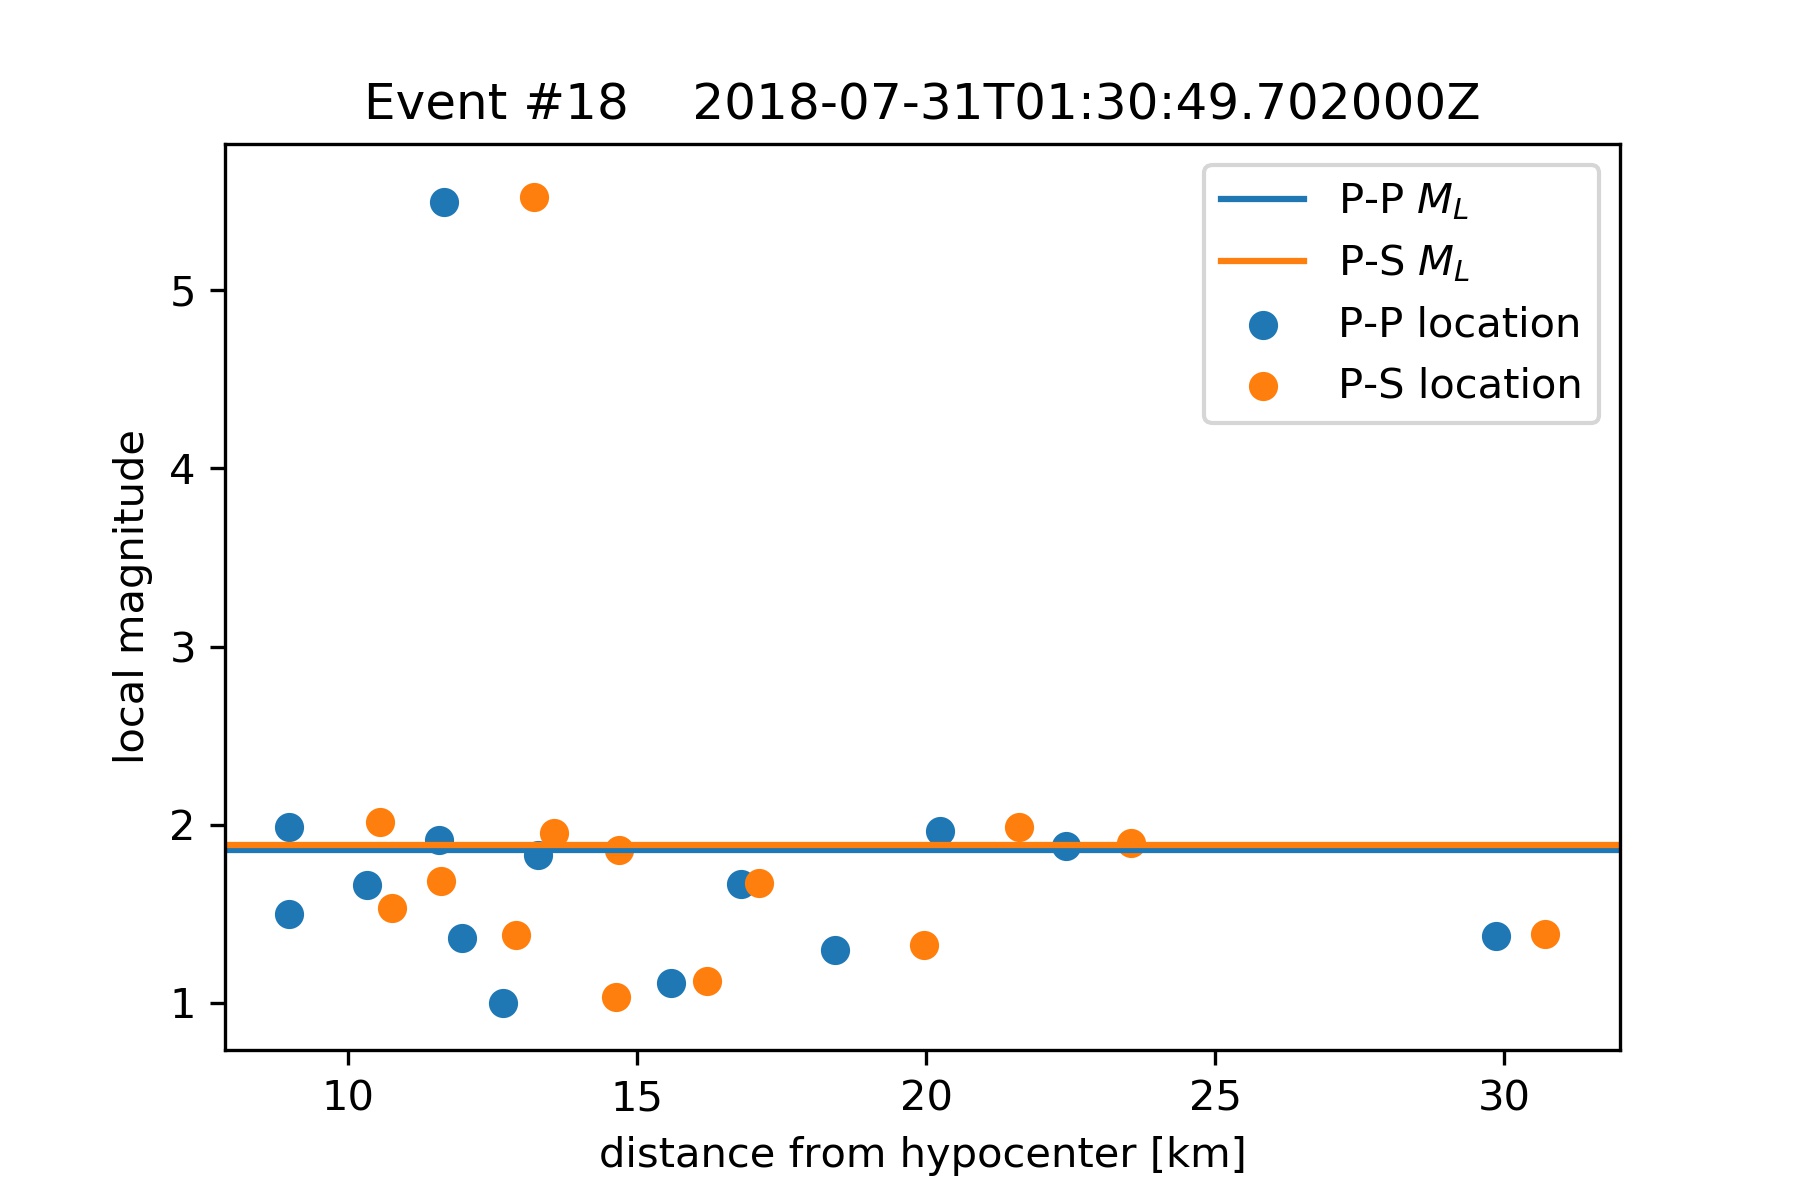 Event #18    2018-07-31T01:30:49.702000Z
P-P M_L
P-S M_L
P-P location
P-S location
local magnitude
5
4
3
2
1
10 15 20 25 30
distance from hypocenter [km]